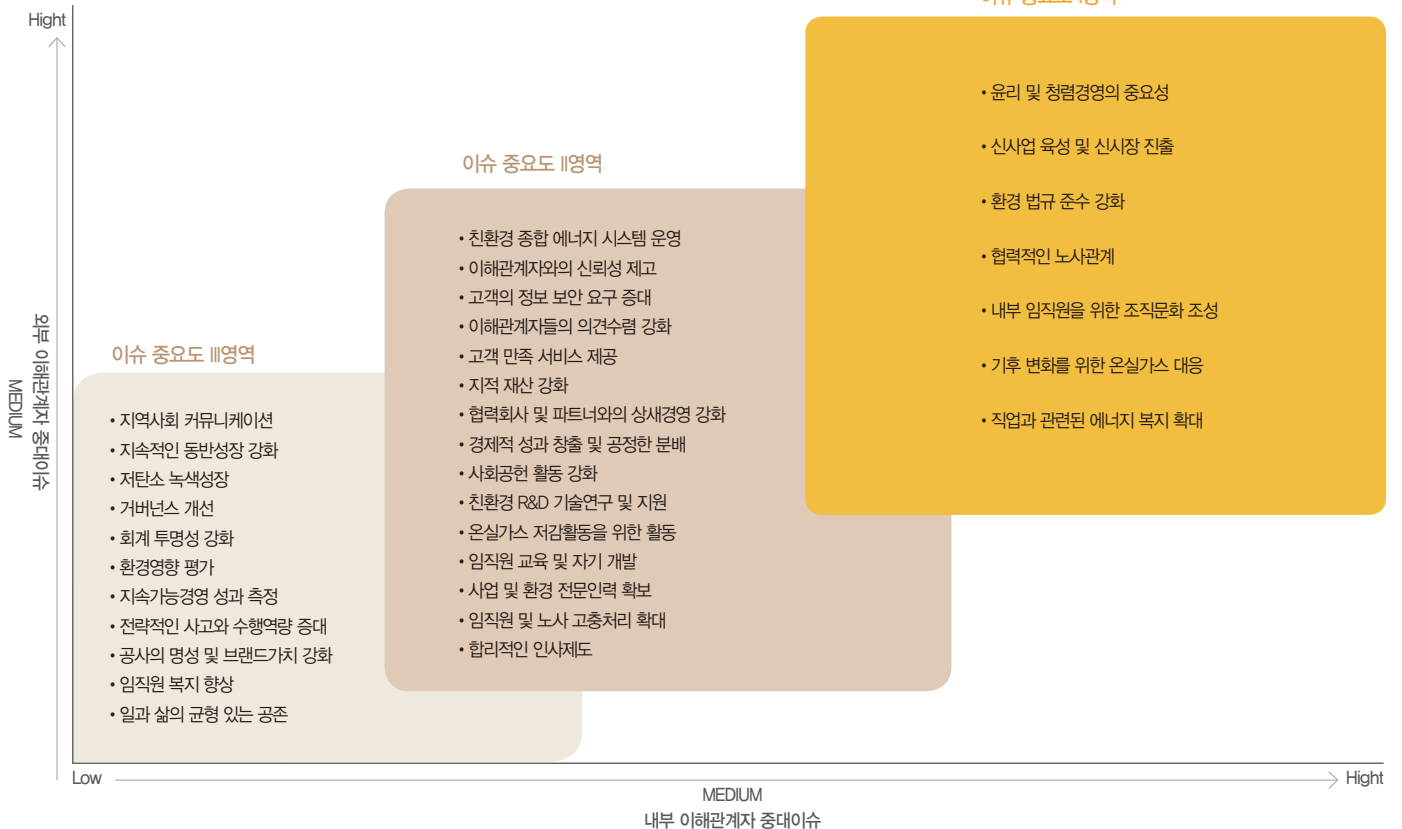 Hight
이슈 중요도 Ⅱ영역
이슈 중요도 Ⅲ영역
• 윤리 및 청렴경영의 중요성
• 신사업 육성 및 신시장 진출
• 환경 법규 준수 강화
• 협력적인 노사관계
• 내부 임직원을 위한 조직문화 조성
• 기후 변화를 위한 온실가스 대응
• 직업과 관련된 에너지 복지 확대
• 친환경 종합 에너지 시스템 운영
• 이해관계자와의 신뢰성 제고
• 고객의 정보 보안 요구 증대
• 이해관계자들의 의견수렴 강화
• 고객 만족 서비스 제공
• 지적 재산 강화
• 협력회사 및 파트너와의 상새경영 강화
• 경제적 성과 창출 및 공정한 분배
• 사회공헌 활동 강화
• 친환경 R&D 기술연구 및 지원
• 온실가스 저감활동을 위한 활동
• 임직원 교육 및 자기 개발
• 사업 및 환경 전문인력 확보
• 임직원 및 노사 고충처리 확대
• 합리적인 인사제도
• 지역사회 커뮤니케이션
• 지속적인 동반성장 강화
• 저탄소 녹색성장
• 거버넌스 개선
• 회계 투명성 강화
• 환경영향 평가
• 지속가능경영 성과 측정
• 전략적인 사고와 수행역량 증대
• 공사의 명성 및 브랜드가치 강화
• 임직원 복지 향상
• 일과 삶의 균형 있는 공존
외부 이해관계자 중대이슈
MEDIUM
Low
MEDIUM
Hight
내부 이해관계자 중대이슈